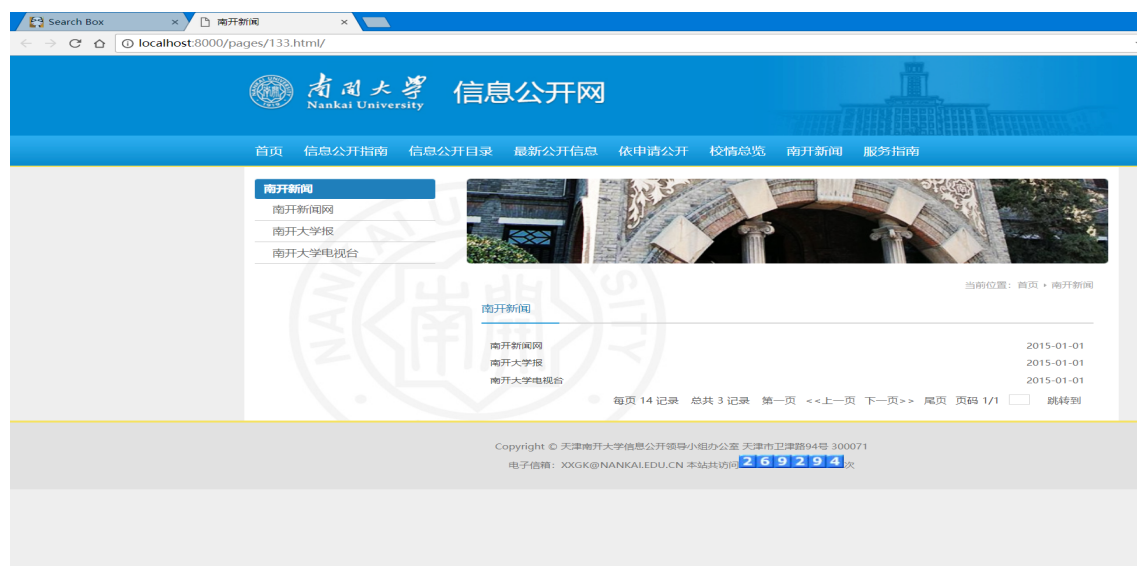 Search Box
南开新闻
localhost:8000/pages/133.html/
南開大學 信息公开网
Nankai University
首页 信息公开指南 信息公开目录 最新公开信息 依申请公开 校情总览 南开新闻 服务指南
南开新闻
南开新闻网
南开大学报
南开大学电视台
当前位置: 首页 › 南开新闻
南开新闻
南开新闻网 2015-01-01
南开大学报 2015-01-01
南开大学电视台 2015-01-01
每页 14 记录 总共 3 记录 第一页 <<上一页 下一页>> 尾页 页码 1/1 跳转到
Copyright © 天津南开大学信息公开领导小组办公室 天津市卫津路94号 300071
电子信箱: XXGK@NANKAI.EDU.CN 本站共访问269294次